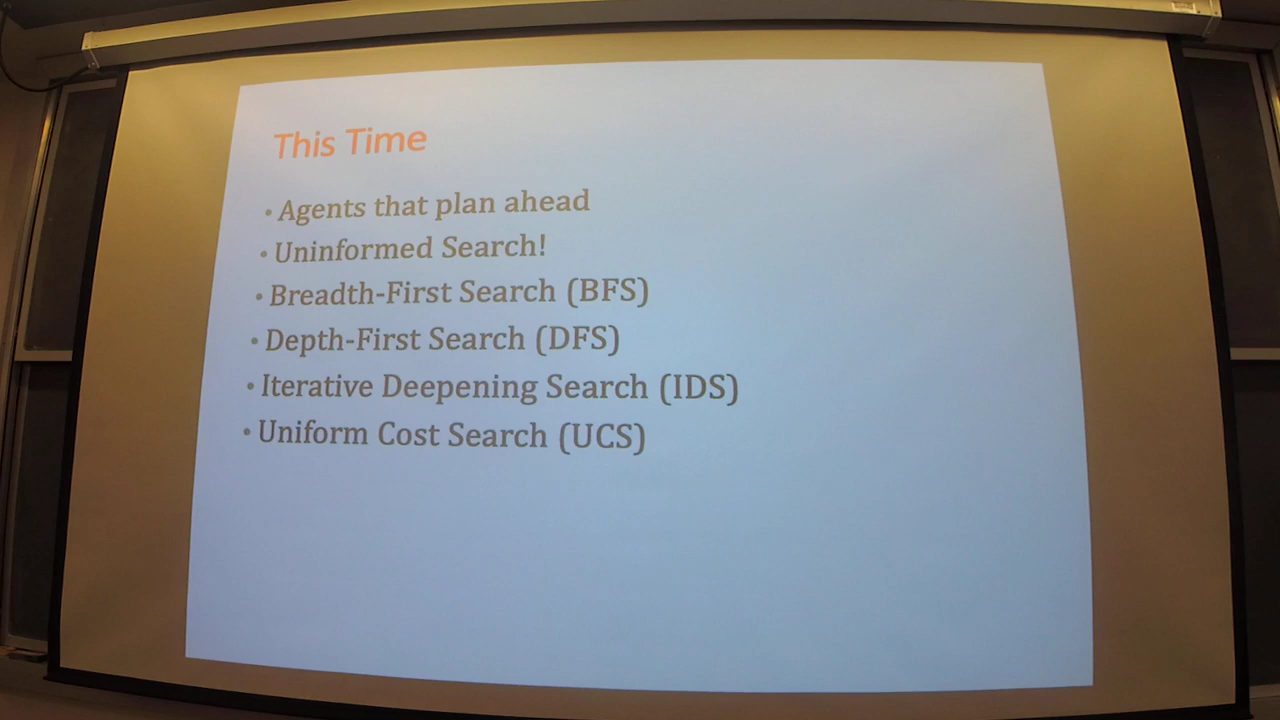 This Time
• Agents that plan ahead
• Uninformed Search!
• Breadth-First Search (BFS)
• Depth-First Search (DFS)
• Iterative Deepening Search (IDS)
• Uniform Cost Search (UCS)